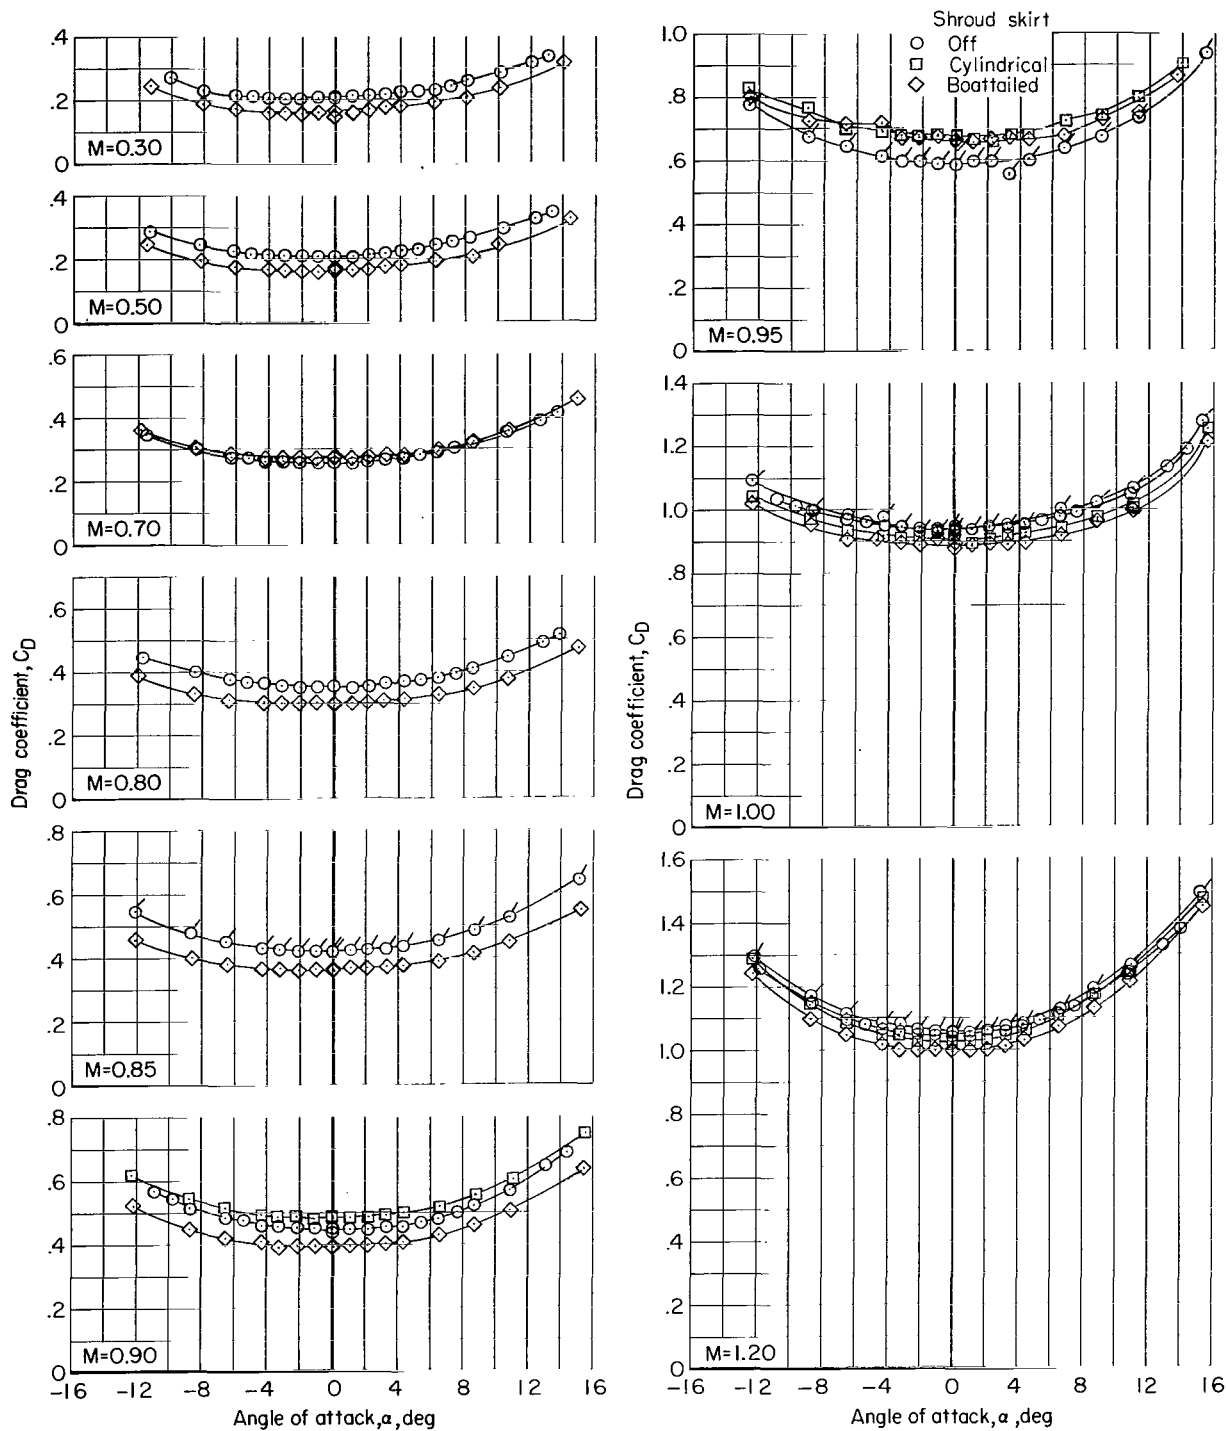 .4
.2
0
M=0.30
.4
.2
0
M=0.50
.6
.4
.2
0
M=0.70
.6
.4
.2
0
M=0.80
.8
.6
.4
.2
0
M=0.85
.8
.6
.4
.2
0
M=0.90
-16 -12 -8 -4 0 4 8 12 16
Angle of attack,α,deg
Drag coefficient, CD
Shroud skirt
Off
Cylindrical
Boattailed
1.0
.8
.6
.4
.2
0
M=0.95
1.4
1.2
1.0
.8
.6
.4
.2
0
M=1.00
1.6
1.4
1.2
1.0
.8
.6
.4
.2
0
M=1.20
-16 -12 -8 -4 0 4 8 12 16
Angle of attack, α ,deg
Drag coefficient, CD